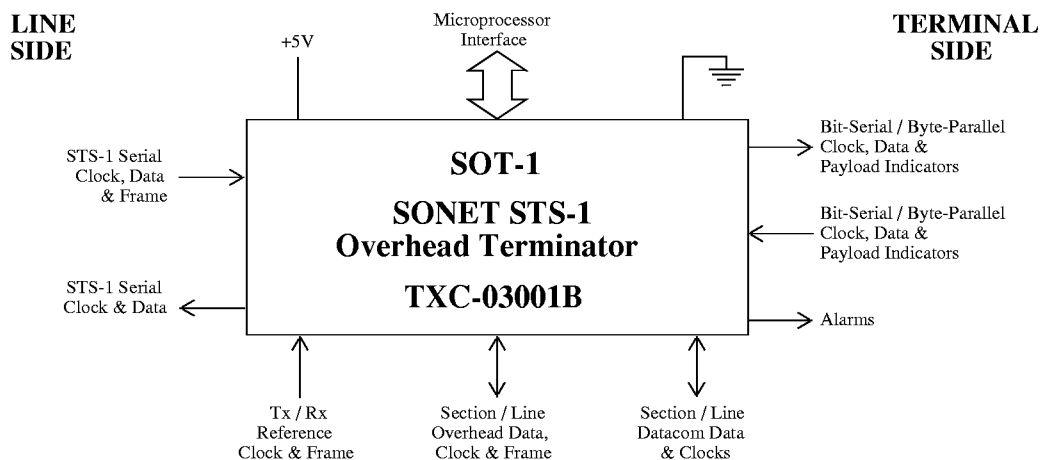 LINE
SIDE
+5V
Microprocessor
Interface
TERMINAL
SIDE
STS-1 Serial
Clock, Data
& Frame
STS-1 Serial
Clock & Data
SOT-1
SONET STS-1
Overhead Terminator
TXC-03001B
Bit-Serial / Byte-Parallel
Clock, Data &
Payload Indicators
Bit-Serial / Byte-Parallel
Clock, Data &
Payload Indicators
Alarms
Tx / Rx
Reference
Clock & Frame
Section / Line
Overhead Data,
Clock & Frame
Section / Line
Datacom Data
& Clocks